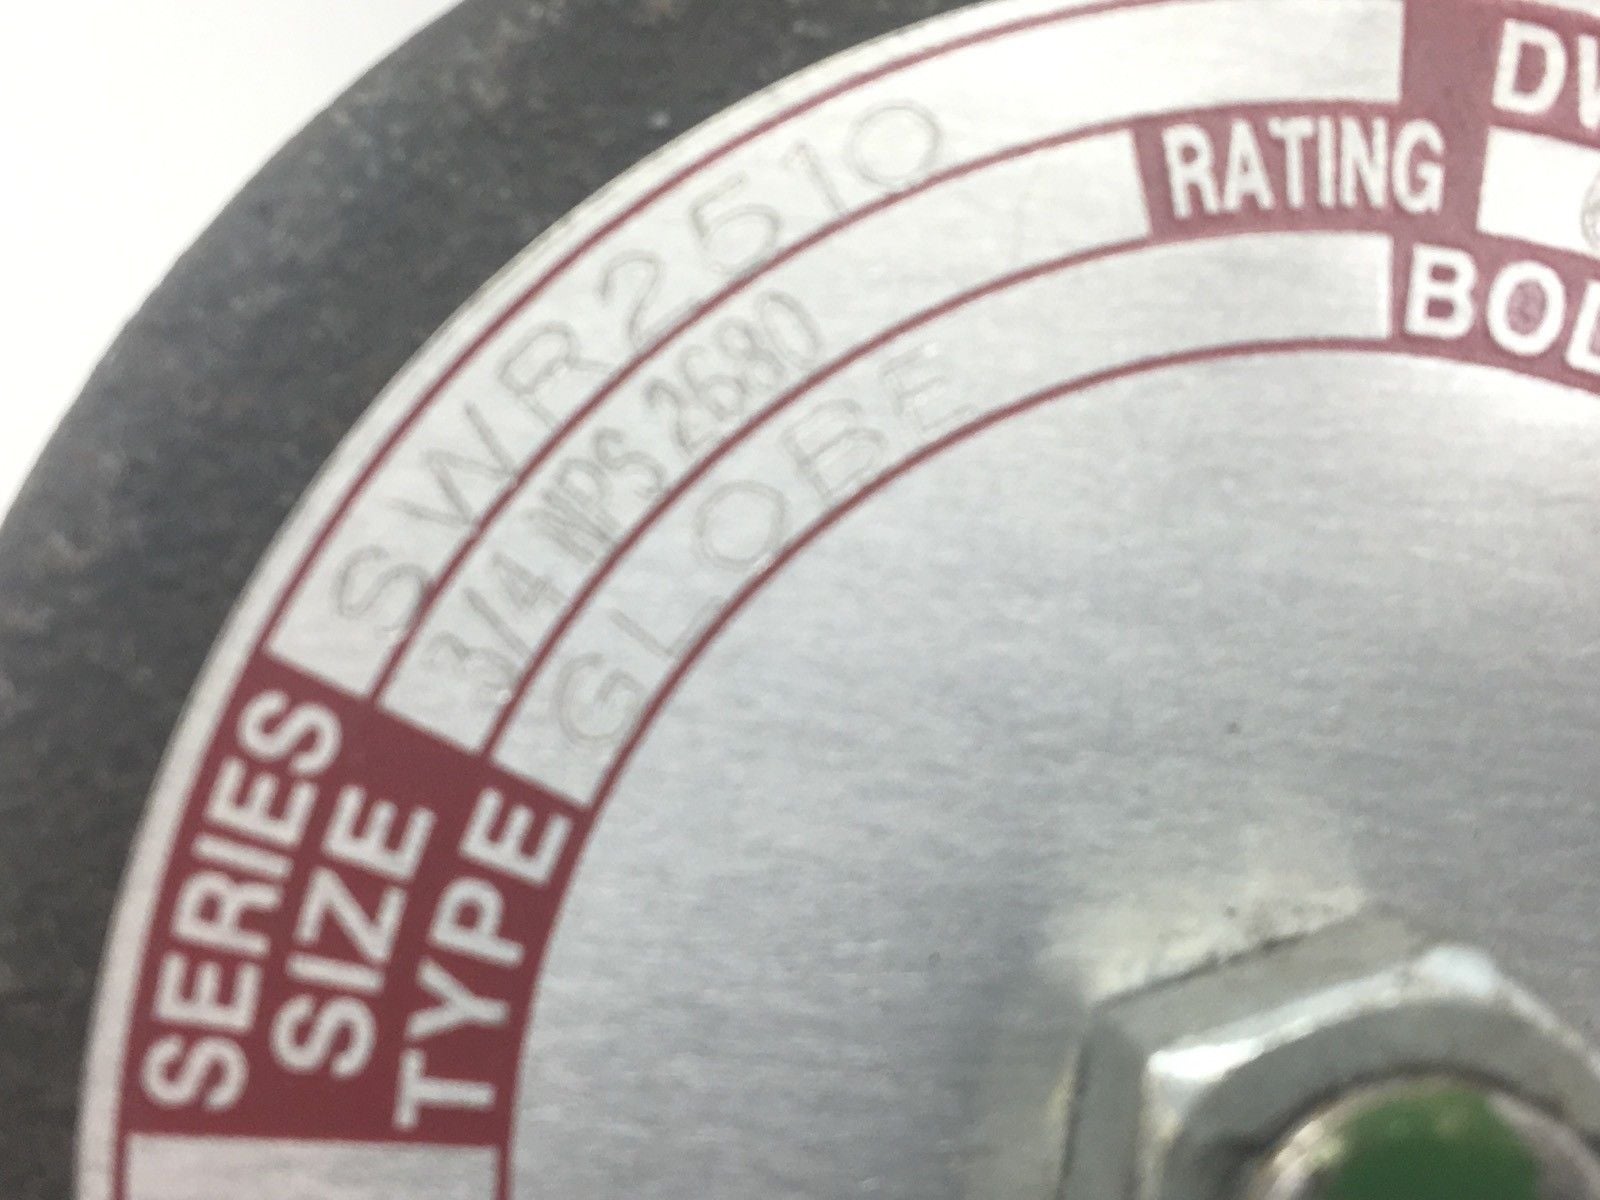 SERIES SWR2510
SIZE 3/4 NPS 2680
TYPE GLOBE
RATING